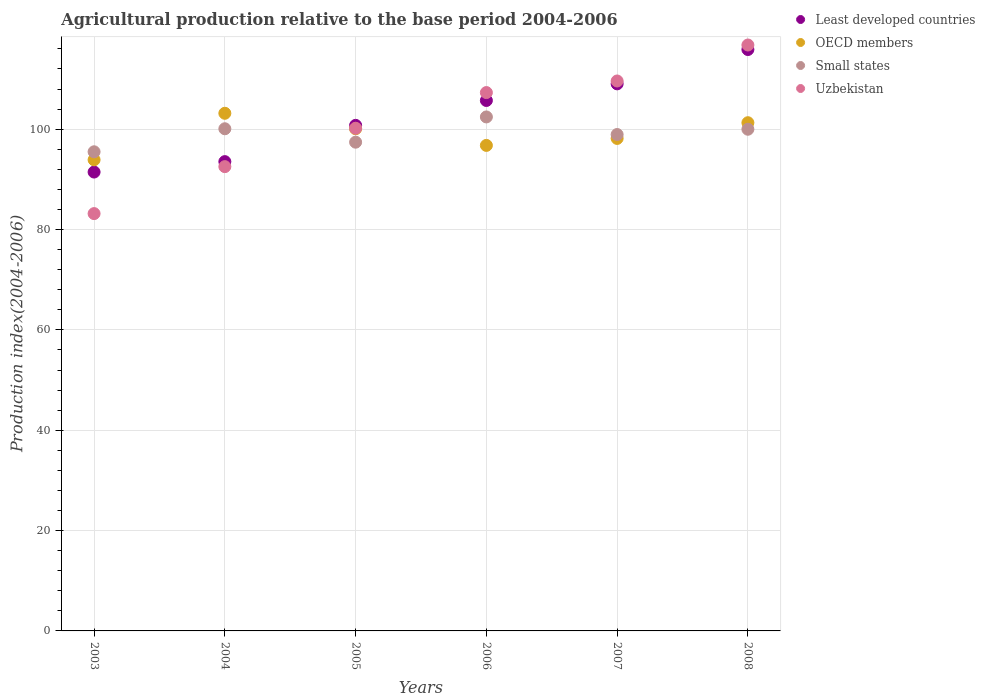 Agricultural production relative to the base period 2004-2006
Least developed countries
OECD members
Small states
Uzbekistan
Production index(2004-2006)
100
80
60
40
20
0
2003
2004
2005
2006
2007
2008
Years